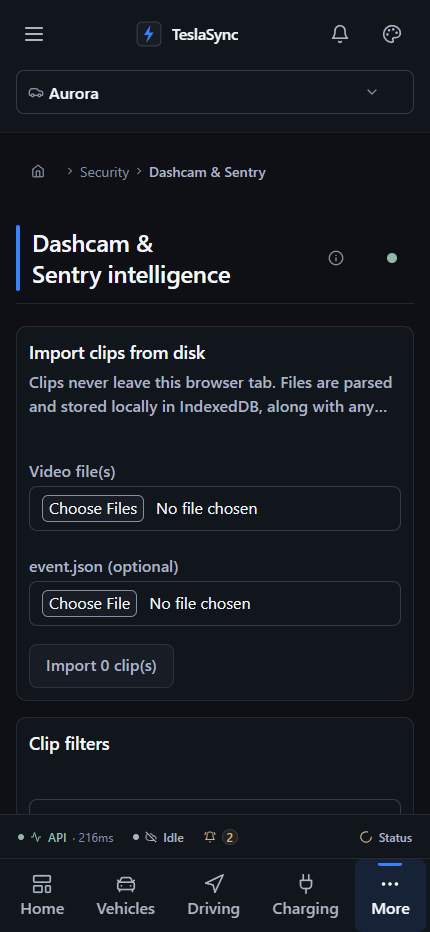 TeslaSync
Aurora
Security
Dashcam & Sentry
Dashcam &
Sentry intelligence
Import clips from disk
Clips never leave this browser tab. Files are parsed
and stored locally in IndexedDB, along with any...
Video file(s)
Choose Files No file chosen
event.json (optional)
Choose File No file chosen
Import 0 clip(s)
Clip filters
API · 216ms Idle 2 Status
Home Vehicles Driving Charging More